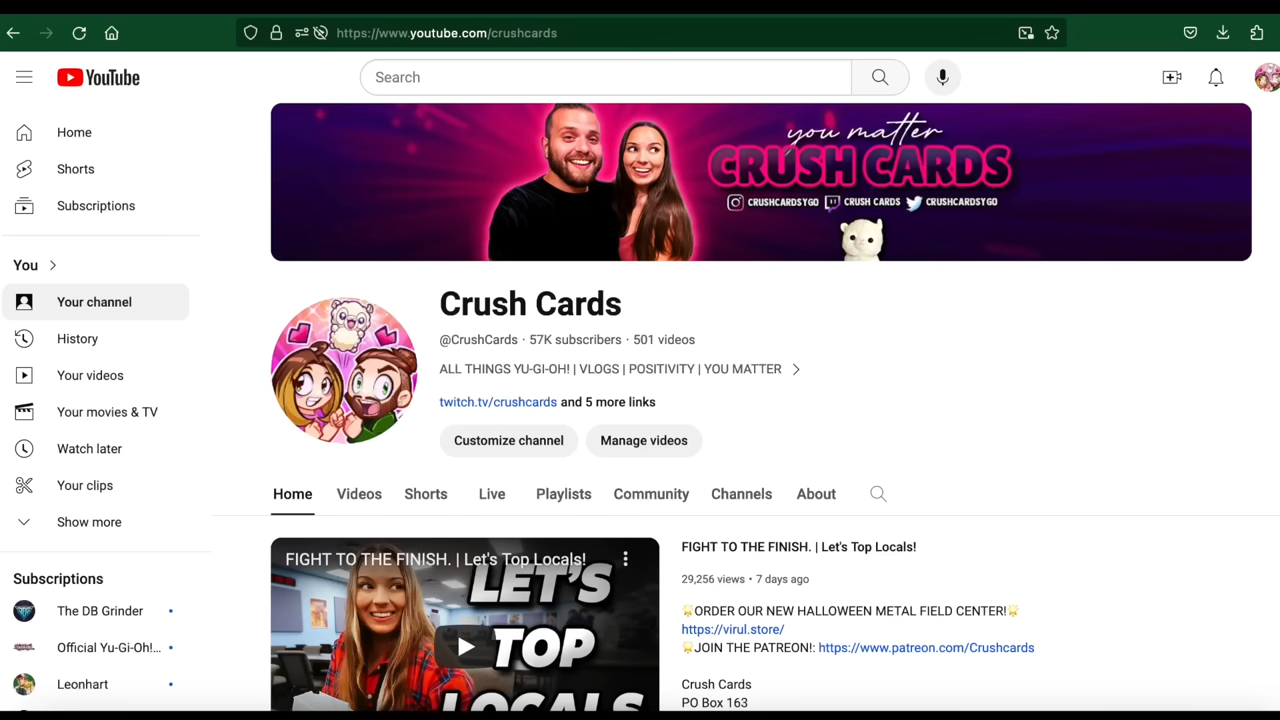 https://www.youtube.com/crushcards
YouTube
Search
Home
Shorts
Subscriptions
You
Your channel
History
Your videos
Your movies & TV
Watch later
Your clips
Show more
Subscriptions
The DB Grinder
Official Yu-Gi-Oh!...
Leonhart
you matter
CRUSH CARDS
CRUSHCARDSYGO CRUSH CARDS CRUSHCARDSYGO
Crush Cards
@CrushCards · 57K subscribers · 501 videos
ALL THINGS YU-GI-OH! | VLOGS | POSITIVITY | YOU MATTER
twitch.tv/crushcards and 5 more links
Customize channel Manage videos
Home Videos Shorts Live Playlists Community Channels About
FIGHT TO THE FINISH. | Let's Top Locals!
LET'S
TOP
LOCALS
FIGHT TO THE FINISH. | Let's Top Locals!
29,256 views • 7 days ago
🌟ORDER OUR NEW HALLOWEEN METAL FIELD CENTER!🌟
https://virul.store/
🌟JOIN THE PATREON!: https://www.patreon.com/Crushcards
Crush Cards
PO Box 163